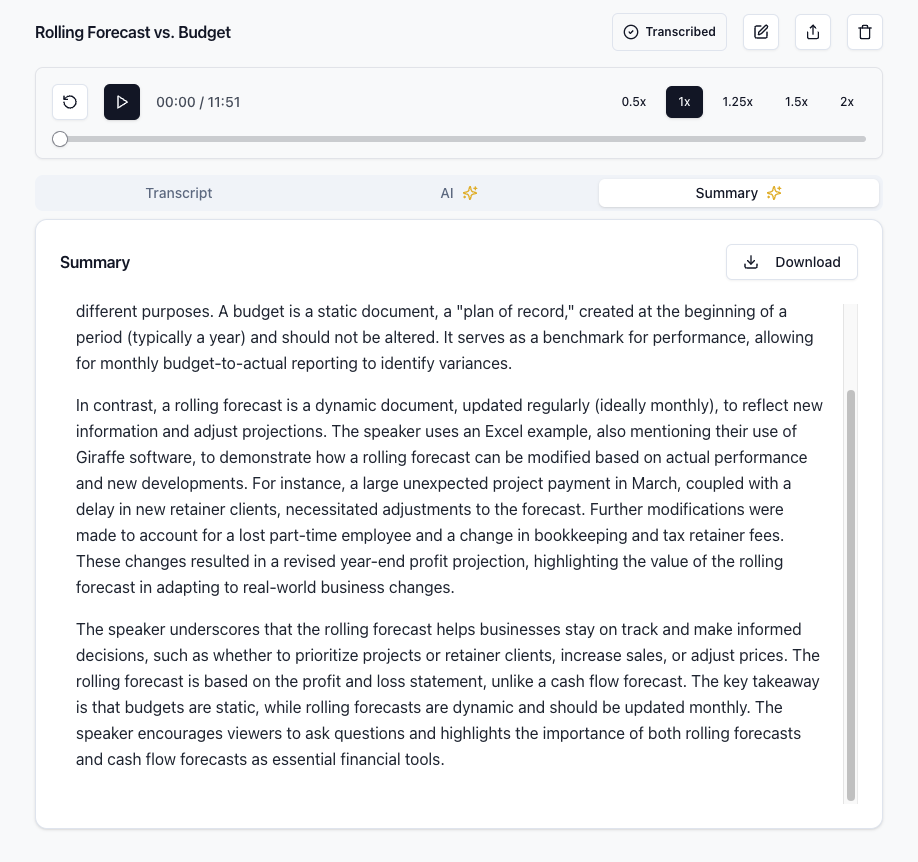 Rolling Forecast vs. Budget
Transcribed
00:00 / 11:51
0.5x
1x
1.25x
1.5x
2x
Transcript
AI
Summary
Summary
Download
different purposes. A budget is a static document, a "plan of record," created at the beginning of a
period (typically a year) and should not be altered. It serves as a benchmark for performance, allowing
for monthly budget-to-actual reporting to identify variances.
In contrast, a rolling forecast is a dynamic document, updated regularly (ideally monthly), to reflect new
information and adjust projections. The speaker uses an Excel example, also mentioning their use of
Giraffe software, to demonstrate how a rolling forecast can be modified based on actual performance
and new developments. For instance, a large unexpected project payment in March, coupled with a
delay in new retainer clients, necessitated adjustments to the forecast. Further modifications were
made to account for a lost part-time employee and a change in bookkeeping and tax retainer fees.
These changes resulted in a revised year-end profit projection, highlighting the value of the rolling
forecast in adapting to real-world business changes.
The speaker underscores that the rolling forecast helps businesses stay on track and make informed
decisions, such as whether to prioritize projects or retainer clients, increase sales, or adjust prices. The
rolling forecast is based on the profit and loss statement, unlike a cash flow forecast. The key takeaway
is that budgets are static, while rolling forecasts are dynamic and should be updated monthly. The
speaker encourages viewers to ask questions and highlights the importance of both rolling forecasts
and cash flow forecasts as essential financial tools.